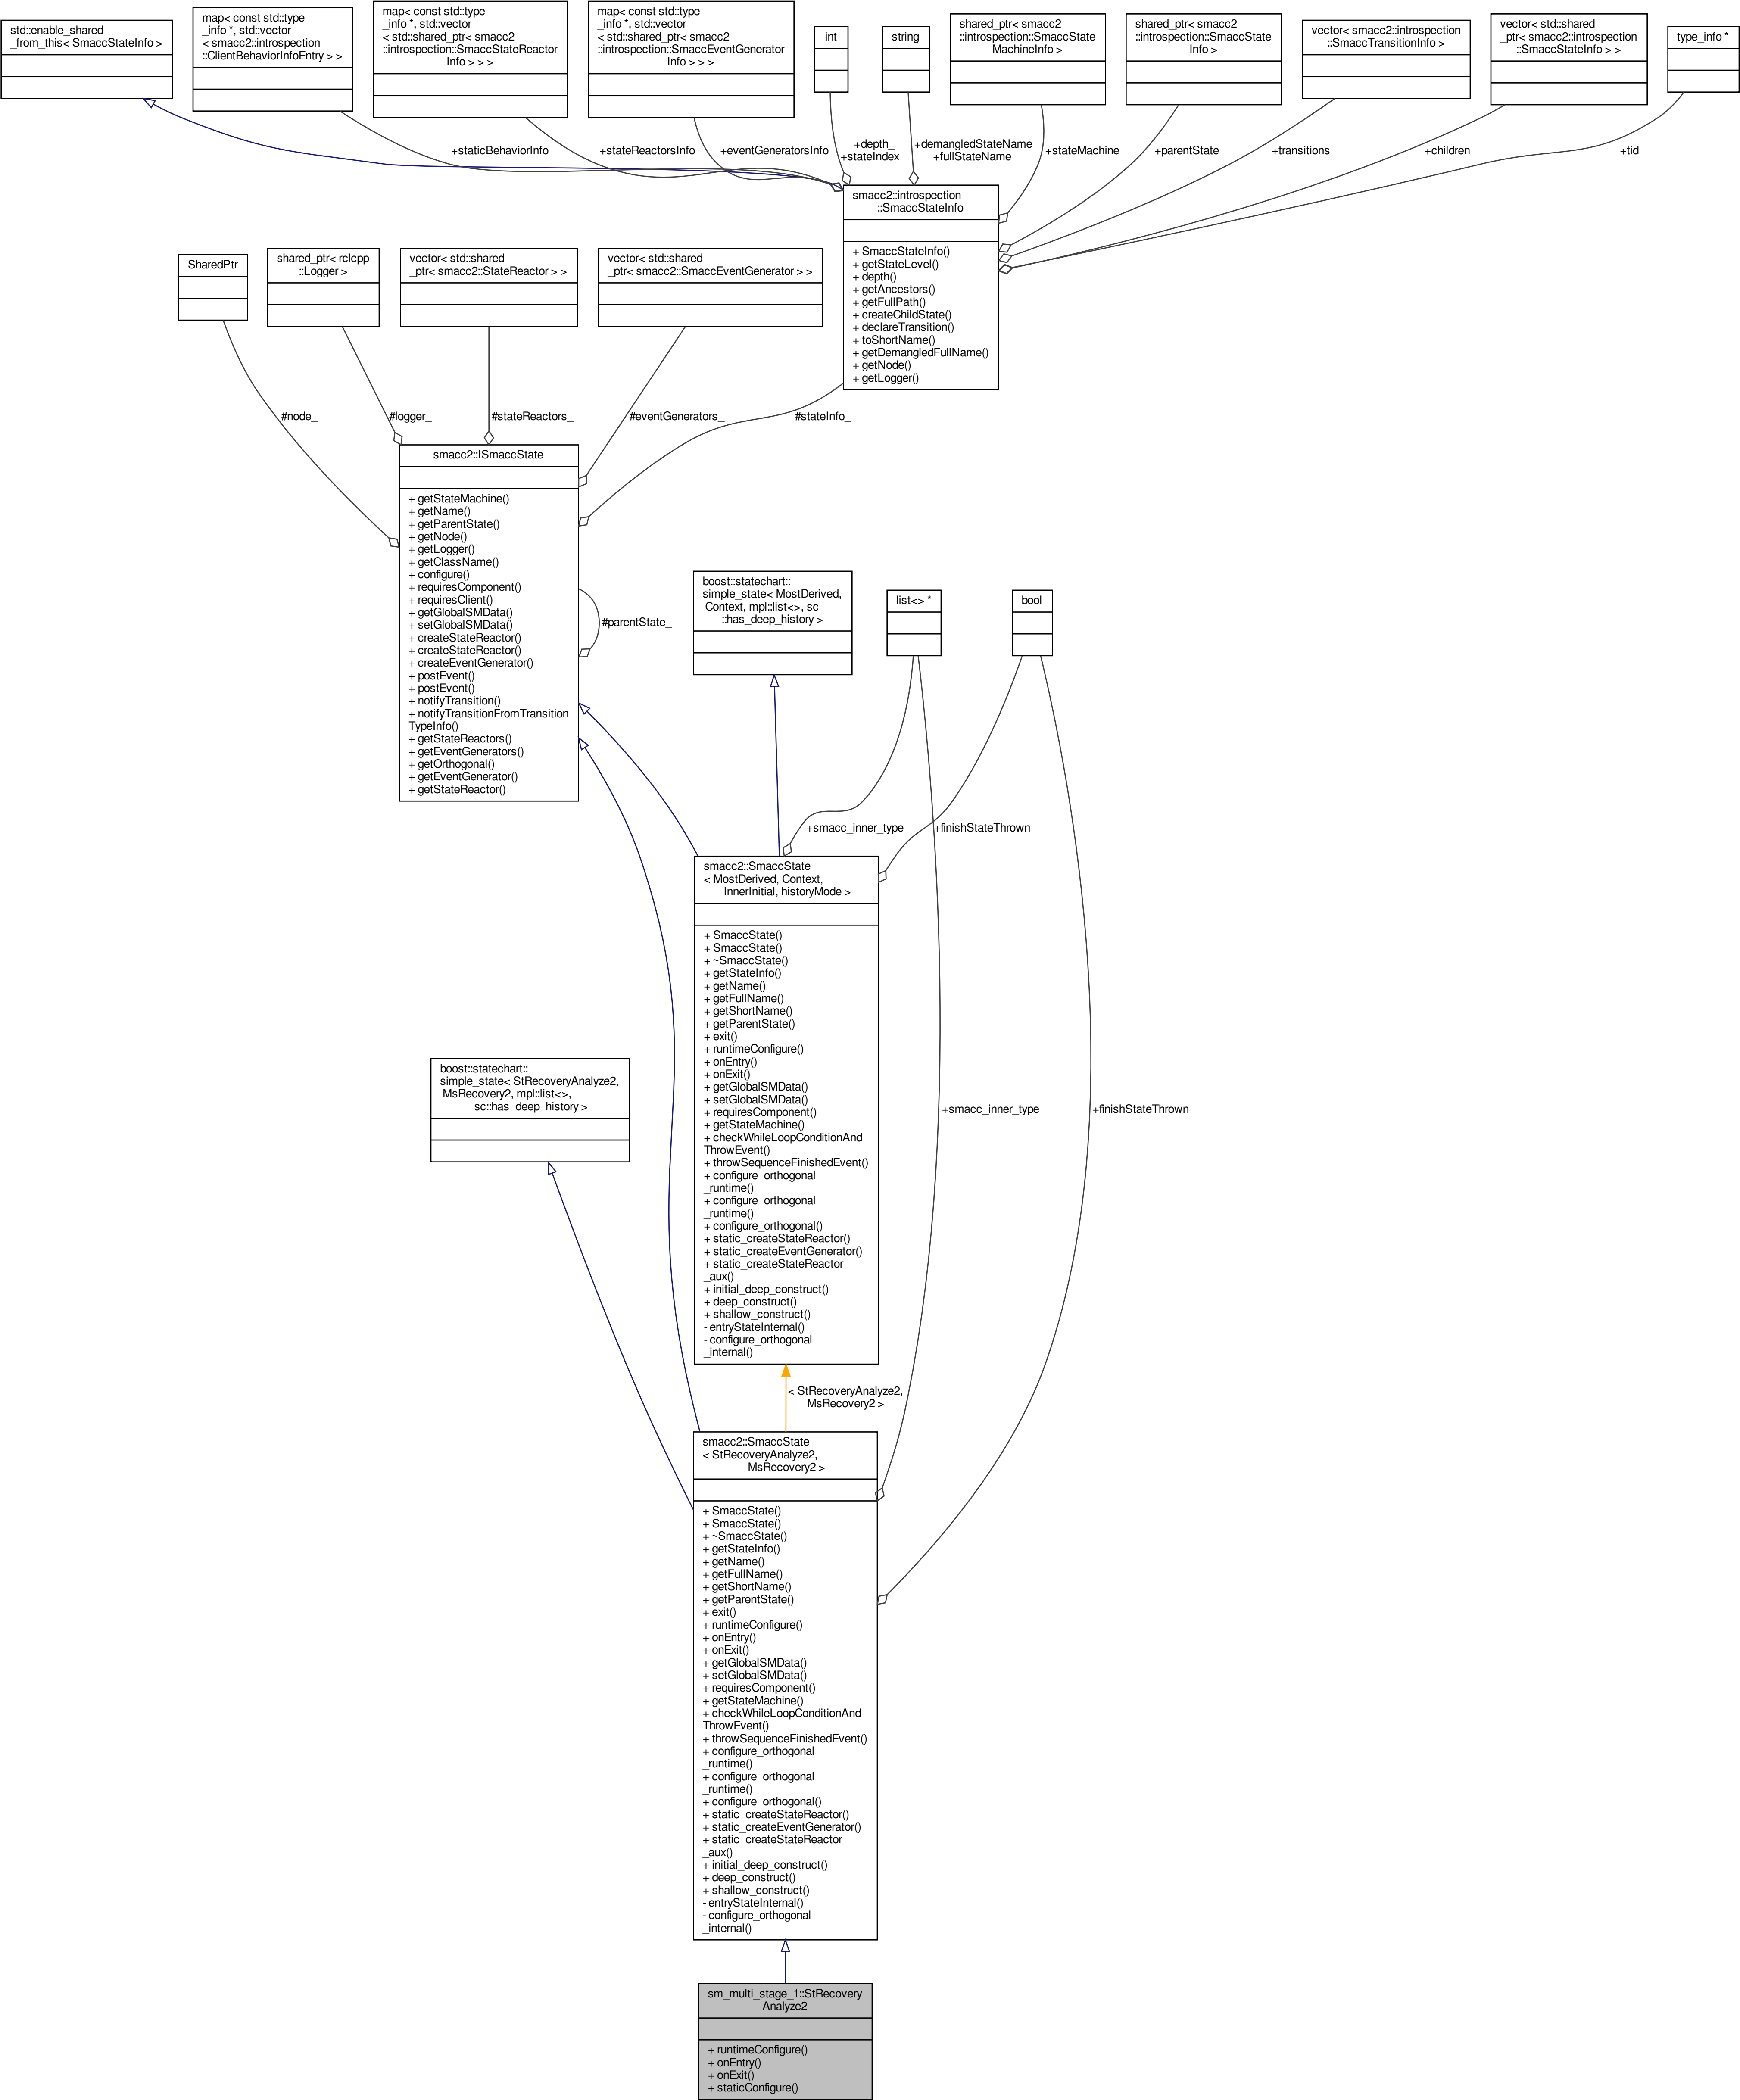 std::enable_shared
_from_this< SmaccStateInfo >
map< const std::type
_info *, std::vector
< smacc2::introspection
::ClientBehaviorInfoEntry > >
map< const std::type
_info *, std::vector
< std::shared_ptr< smacc2
::introspection::SmaccStateReactor
Info > > >
map< const std::type
_info *, std::vector
< std::shared_ptr< smacc2
::introspection::SmaccEventGenerator
Info > > >
int
string
shared_ptr< smacc2
::introspection::SmaccState
MachineInfo >
shared_ptr< smacc2
::introspection::SmaccState
Info >
vector< smacc2::introspection
::SmaccTransitionInfo >
vector< std::shared
_ptr< smacc2::introspection
::SmaccStateInfo > >
type_info *
+staticBehaviorInfo
+stateReactorsInfo
+eventGeneratorsInfo
+depth_
+stateIndex_
+demangledStateName
+fullStateName
+stateMachine_
+parentState_
+transitions_
+children_
+tid_
smacc2::introspection
::SmaccStateInfo
+ SmaccStateInfo()
+ getStateLevel()
+ depth()
+ getAncestors()
+ getFullPath()
+ createChildState()
+ declareTransition()
+ toShortName()
+ getDemangledFullName()
+ getNode()
+ getLogger()
SharedPtr
shared_ptr< rclcpp
::Logger >
vector< std::shared
_ptr< smacc2::StateReactor > >
vector< std::shared
_ptr< smacc2::SmaccEventGenerator > >
#node_
#logger_
#stateReactors_
#eventGenerators_
#stateInfo_
smacc2::ISmaccState
+ getStateMachine()
+ getName()
+ getParentState()
+ getNode()
+ getLogger()
+ getClassName()
+ configure()
+ requiresComponent()
+ requiresClient()
+ getGlobalSMData()
+ setGlobalSMData()
+ createStateReactor()
+ createStateReactor()
+ createEventGenerator()
+ postEvent()
+ postEvent()
+ notifyTransition()
+ notifyTransitionFromTransition
TypeInfo()
+ getStateReactors()
+ getEventGenerators()
+ getOrthogonal()
+ getEventGenerator()
+ getStateReactor()
#parentState_
boost::statechart::
simple_state< MostDerived,
Context, mpl::list<>, sc
::has_deep_history >
list<> *
bool
+smacc_inner_type
+finishStateThrown
smacc2::SmaccState
< MostDerived, Context,
InnerInitial, historyMode >
+ SmaccState()
+ SmaccState()
+ ~SmaccState()
+ getStateInfo()
+ getName()
+ getFullName()
+ getShortName()
+ getParentState()
+ exit()
+ runtimeConfigure()
+ onEntry()
+ onExit()
+ getGlobalSMData()
+ setGlobalSMData()
+ requiresComponent()
+ getStateMachine()
+ checkWhileLoopConditionAnd
ThrowEvent()
+ throwSequenceFinishedEvent()
+ configure_orthogonal
_runtime()
+ configure_orthogonal
_runtime()
+ configure_orthogonal()
+ static_createStateReactor()
+ static_createEventGenerator()
+ static_createStateReactor
_aux()
+ initial_deep_construct()
+ deep_construct()
+ shallow_construct()
- entryStateInternal()
- configure_orthogonal
_internal()
boost::statechart::
simple_state< StRecoveryAnalyze2,
MsRecovery2, mpl::list<>,
sc::has_deep_history >
+smacc_inner_type
+finishStateThrown
< StRecoveryAnalyze2,
MsRecovery2 >
smacc2::SmaccState
< StRecoveryAnalyze2,
MsRecovery2 >
+ SmaccState()
+ SmaccState()
+ ~SmaccState()
+ getStateInfo()
+ getName()
+ getFullName()
+ getShortName()
+ getParentState()
+ exit()
+ runtimeConfigure()
+ onEntry()
+ onExit()
+ getGlobalSMData()
+ setGlobalSMData()
+ requiresComponent()
+ getStateMachine()
+ checkWhileLoopConditionAnd
ThrowEvent()
+ throwSequenceFinishedEvent()
+ configure_orthogonal
_runtime()
+ configure_orthogonal
_runtime()
+ configure_orthogonal()
+ static_createStateReactor()
+ static_createEventGenerator()
+ static_createStateReactor
_aux()
+ initial_deep_construct()
+ deep_construct()
+ shallow_construct()
- entryStateInternal()
- configure_orthogonal
_internal()
sm_multi_stage_1::StRecovery
Analyze2
+ runtimeConfigure()
+ onEntry()
+ onExit()
+ staticConfigure()